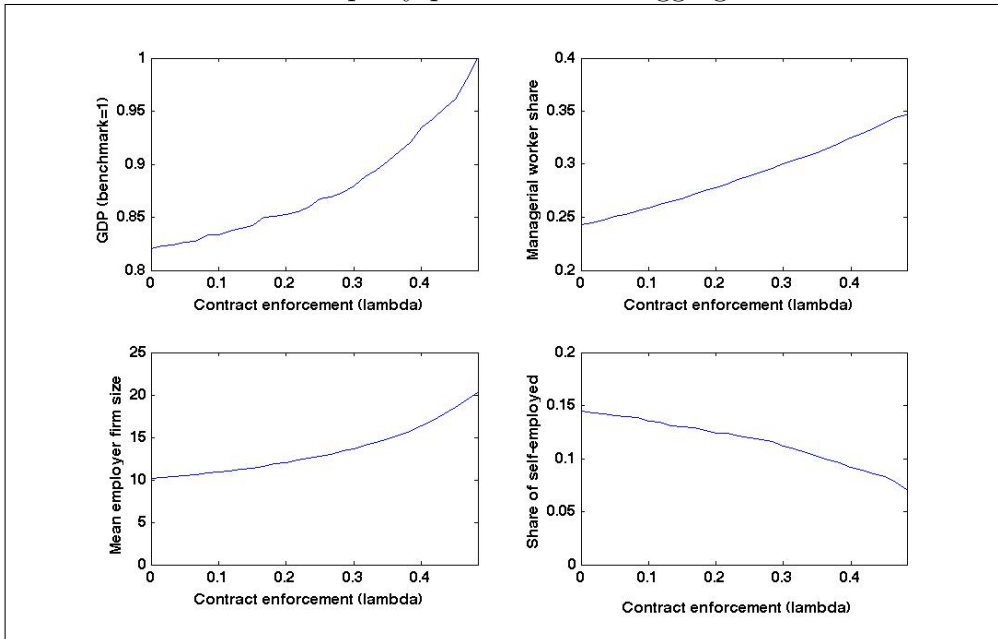 GDP (benchmark=1)
1
0.95
0.9
0.85
0.8
0 0.1 0.2 0.3 0.4
Contract enforcement (lambda)
Managerial worker share
0.4
0.35
0.3
0.25
0.2
0 0.1 0.2 0.3 0.4
Contract enforcement (lambda)
Mean employer firm size
25
20
15
10
5
0
0 0.1 0.2 0.3 0.4
Contract enforcement (lambda)
Share of self-employed
0.2
0.15
0.1
0.05
0
0 0.1 0.2 0.3 0.4
Contract enforcement (lambda)